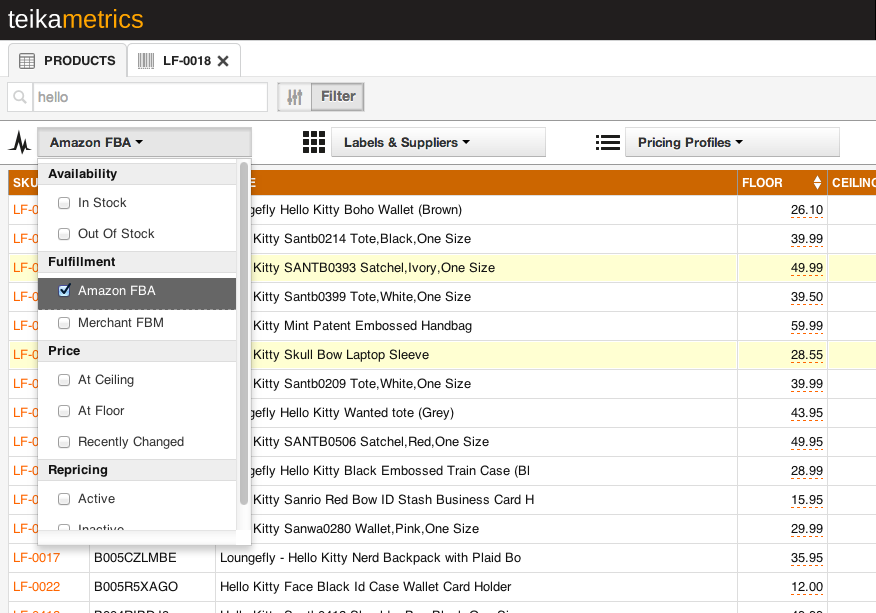 teikametrics
PRODUCTS LF-0018
hello Filter
Amazon FBA Labels & Suppliers Pricing Profiles
Availability
In Stock
Out Of Stock
Fulfillment
Amazon FBA
Merchant FBM
Price
At Ceiling
At Floor
Recently Changed
Repricing
Active
Inactive
SKU E FLOOR CEILING
LF-0 gefly Hello Kitty Boho Wallet (Brown) 26.10
LF-0 Kitty Santb0214 Tote,Black,One Size 39.99
LF-0 Kitty SANTB0393 Satchel,Ivory,One Size 49.99
LF-0 Kitty Santb0399 Tote,White,One Size 39.50
LF-0 Kitty Mint Patent Embossed Handbag 59.99
LF-0 Kitty Skull Bow Laptop Sleeve 28.55
LF-0 Kitty Santb0209 Tote,White,One Size 39.99
LF-0 gefly Hello Kitty Wanted tote (Grey) 43.95
LF-0 Kitty SANTB0506 Satchel,Red,One Size 49.95
LF-0 gefly Hello Kitty Black Embossed Train Case (Bl 28.99
LF-0 Kitty Sanrio Red Bow ID Stash Business Card H 15.95
LF-0 Kitty Sanwa0280 Wallet,Pink,One Size 29.99
LF-0017 B005CZLMBE Loungefly - Hello Kitty Nerd Backpack with Plaid Bo 35.95
LF-0022 B005R5XAGO Hello Kitty Face Black Id Case Wallet Card Holder 12.00